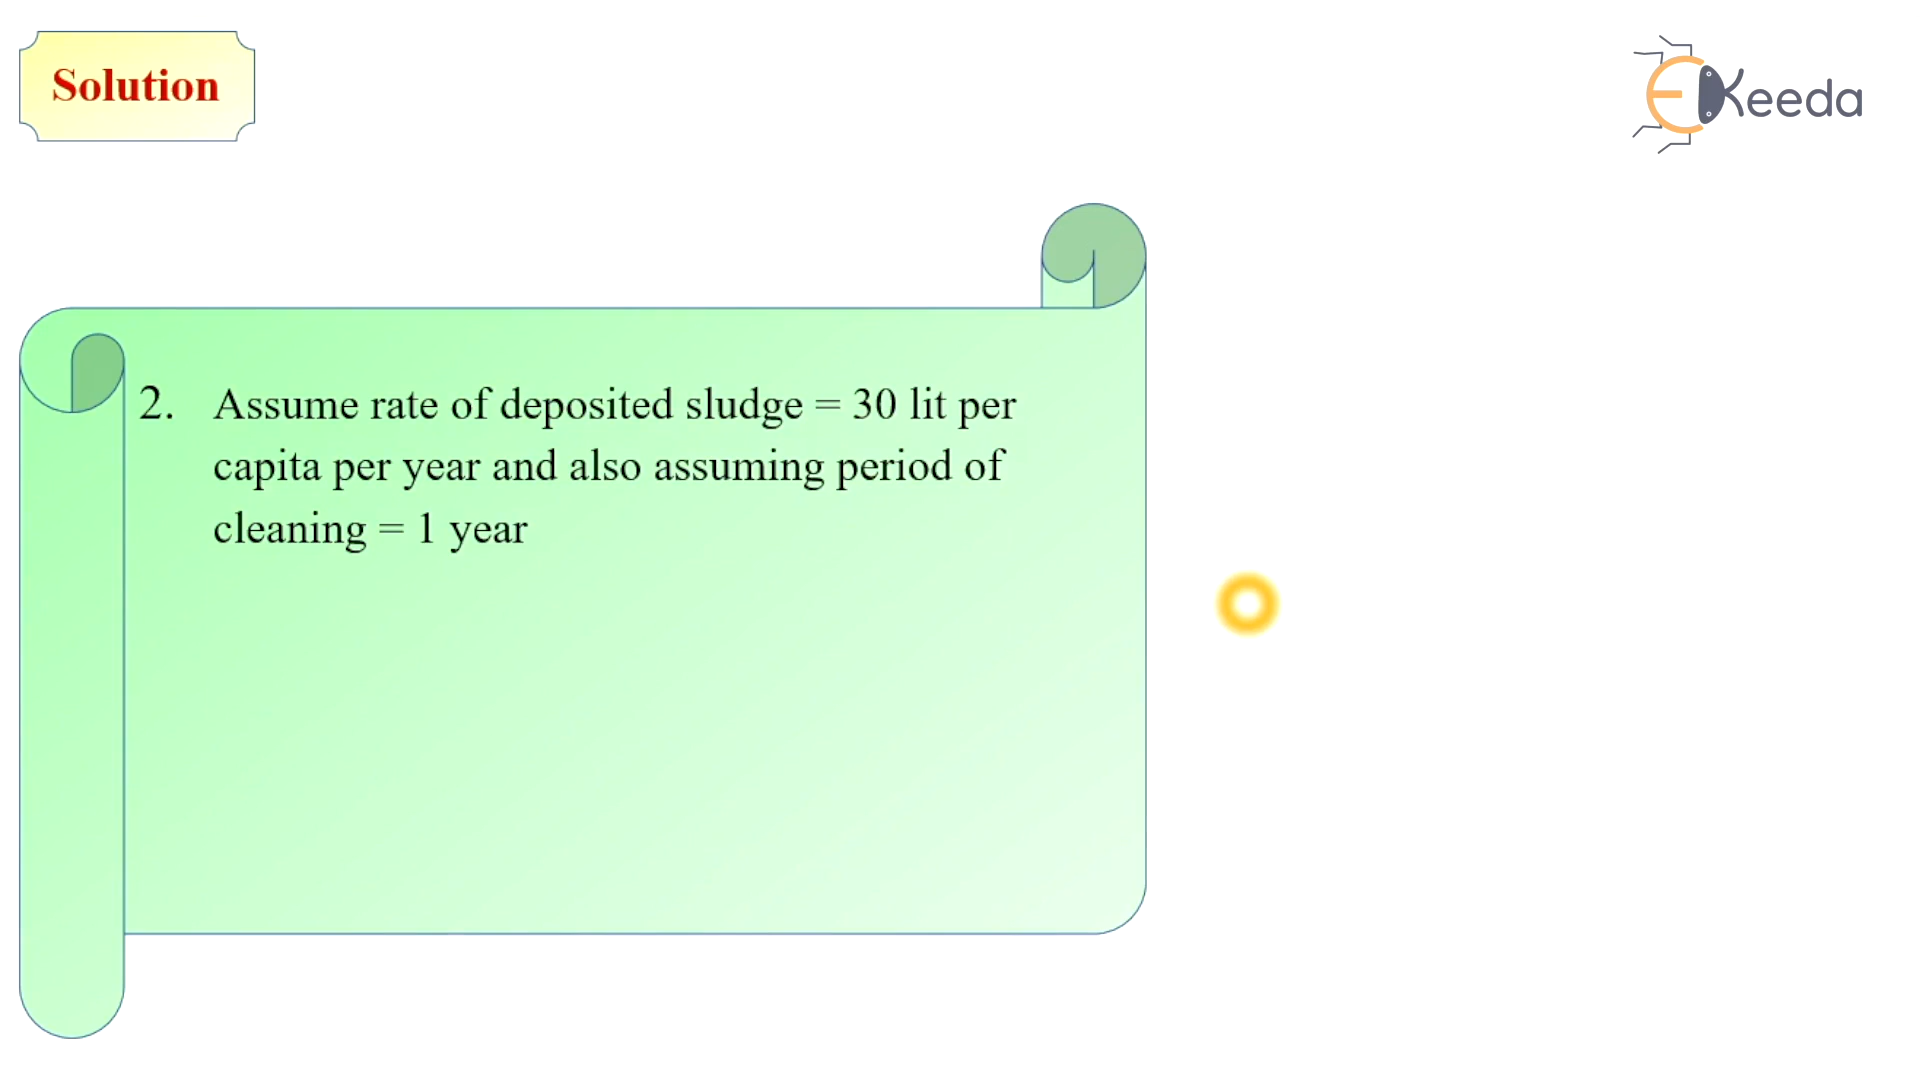 Solution
EKeeda
2. Assume rate of deposited sludge = 30 lit per
capita per year and also assuming period of
cleaning = 1 year